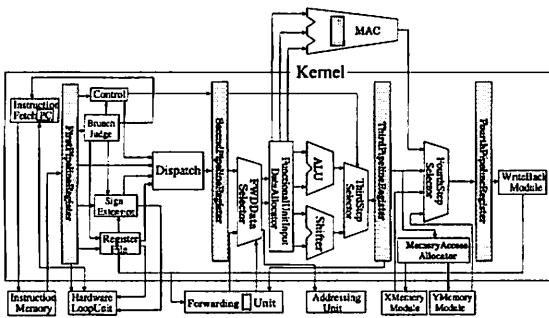 MAC
Kernel
Instruction
Fetch PC
Control
Branch
Judge
Sign
Extension
Register
File
FirstPipelineRegister
Dispatch
SecondPipelineRegister
FWDData
Selector
FunctionalUnitInput
DataAllocator
ALU
Shifter
ThirdStep
Selector
ThirdPipelineRegister
FourthStep
Selector
MemoryAccess
Allocator
FourthPipelineRegister
WriteBack
Module
Instruction
Memory
Hardware
LoopUnit
Forwarding Unit
Addressing
Unit
XMemory
Module
YMemory
Module